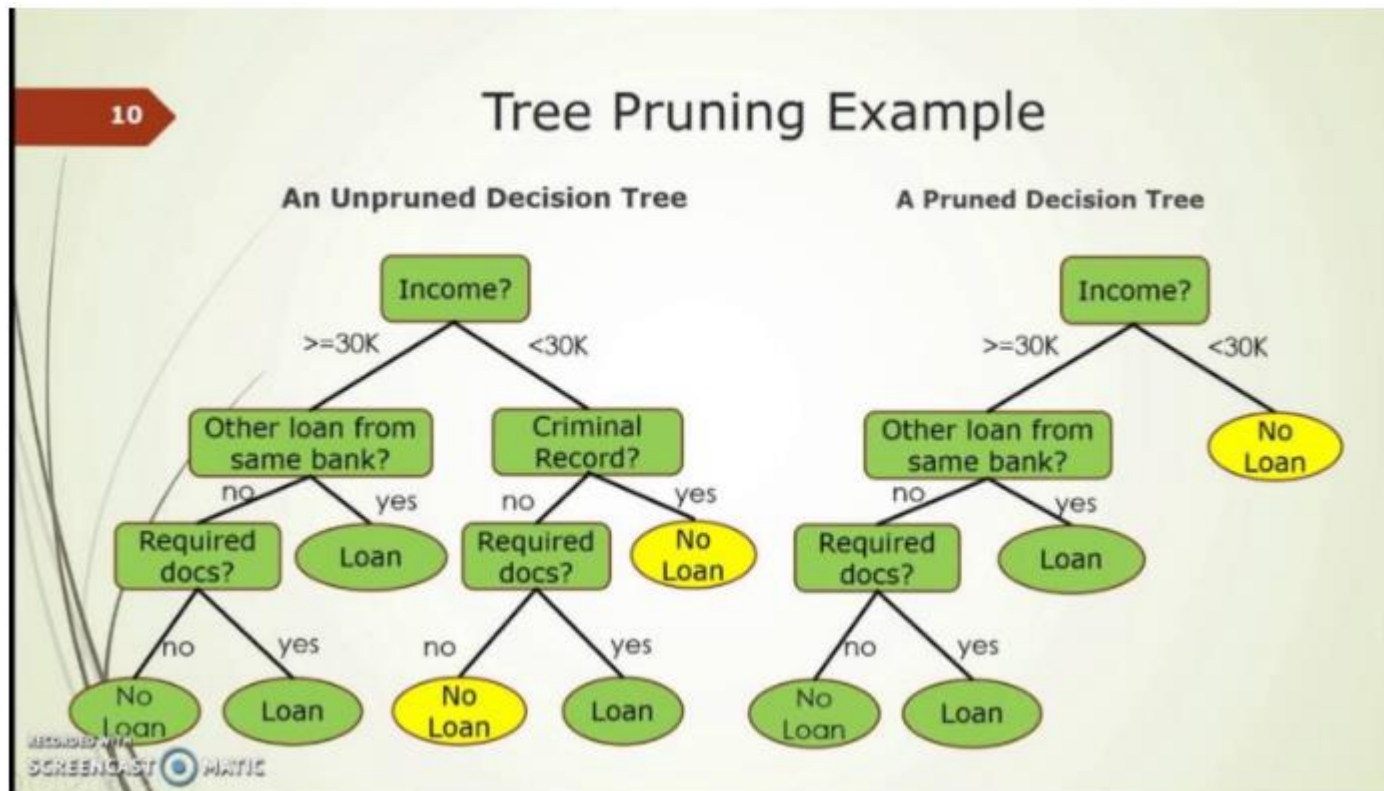 10
Tree Pruning Example
An Unpruned Decision Tree
A Pruned Decision Tree
Income?
>=30K
<30K
Other loan from
same bank?
Criminal
Record?
no
yes
no
yes
Required
docs?
Loan
Required
docs?
No
Loan
no
yes
no
yes
No
Loan
Loan
No
Loan
Loan
Income?
>=30K
<30K
Other loan from
same bank?
No
Loan
no
yes
Required
docs?
Loan
no
yes
No
Loan
Loan
RECORDED WITH
SCREENCAST MATIC